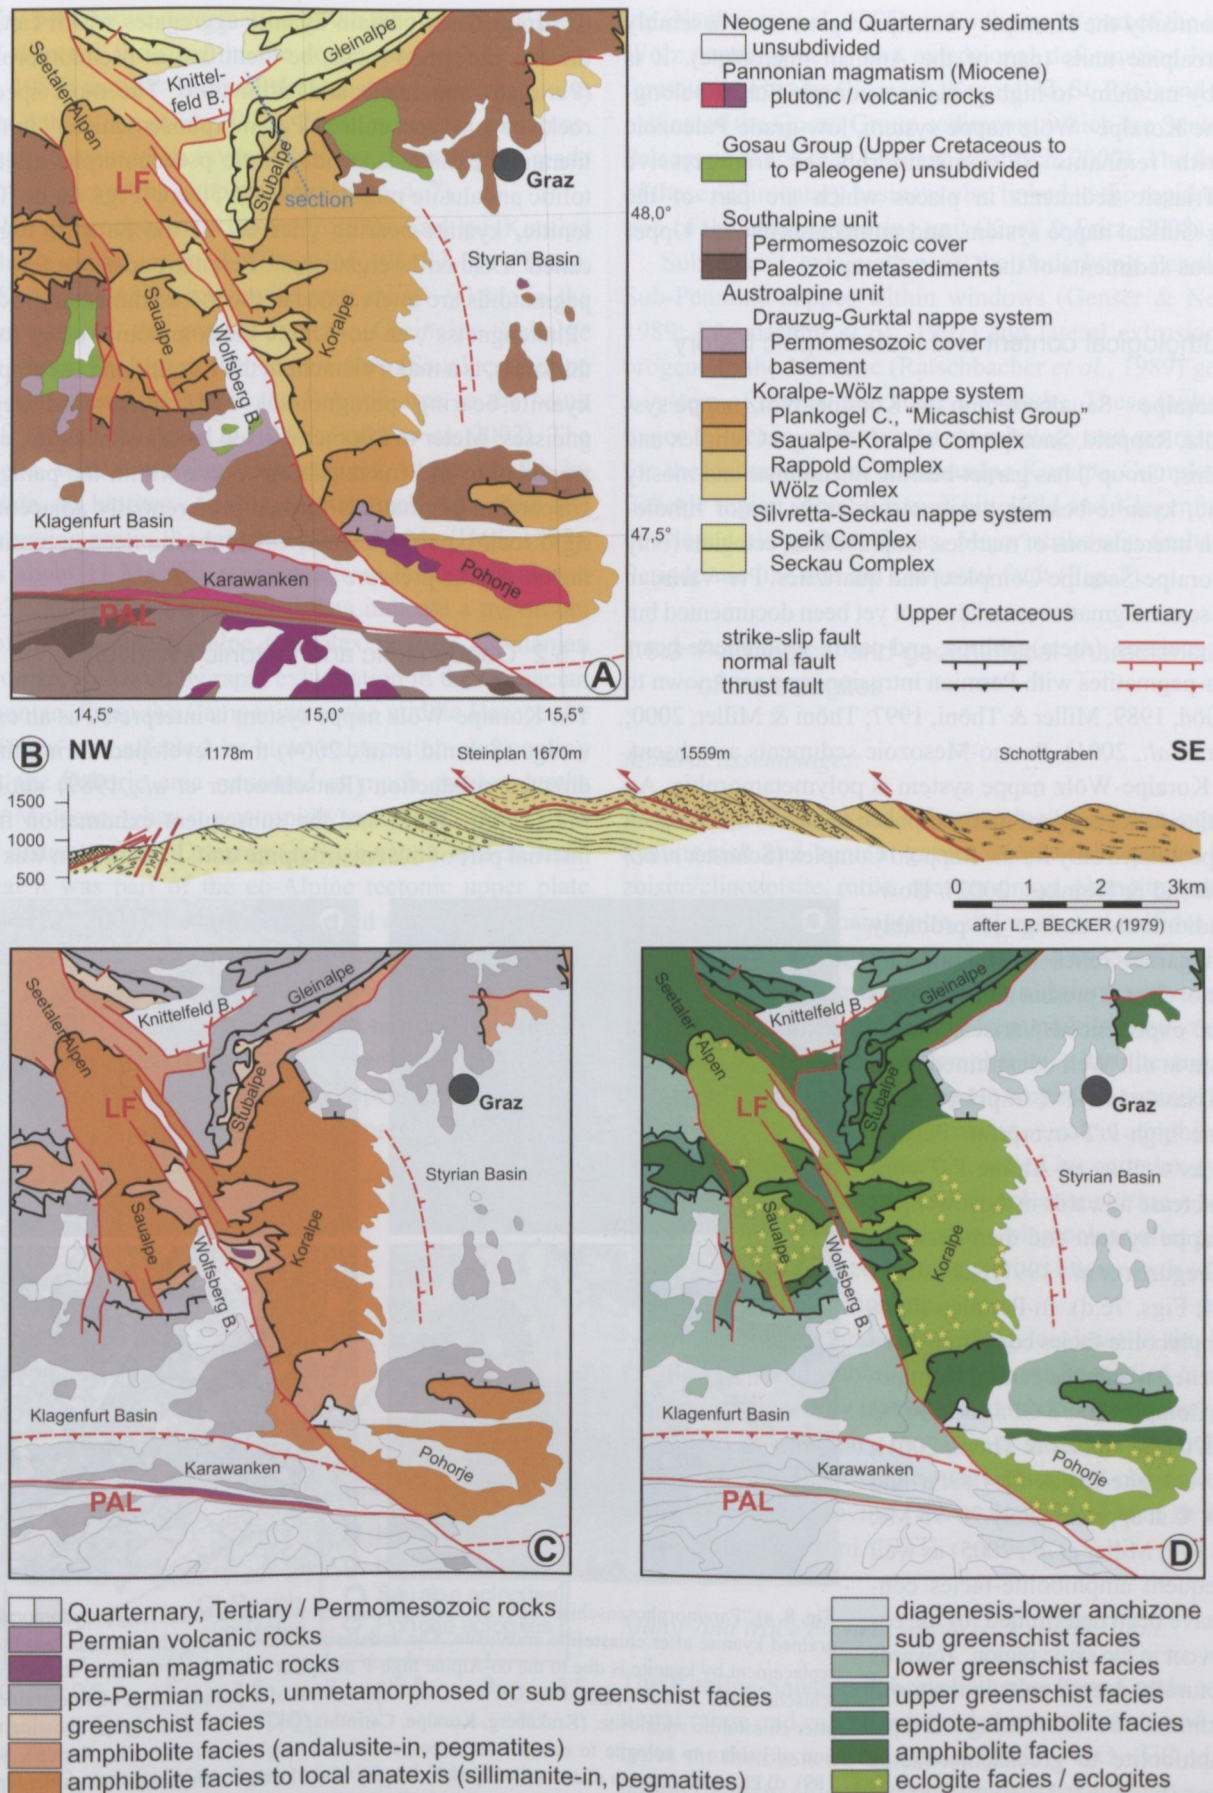 Neogene and Quarternary sediments
unsubdivided
Pannonian magmatism (Miocene)
plutonc / volcanic rocks
Gosau Group (Upper Cretaceous to
to Paleogene) unsubdivided
Southalpine unit
Permomesozoic cover
Paleozoic metasediments
Austroalpine unit
Drauzug-Gurktal nappe system
Permomesozoic cover
basement
Koralpe-Wölz nappe system
Plankogel C., "Micaschist Group"
Saualpe-Koralpe Complex
Rappold Complex
Wölz Comlex
Silvretta-Seckau nappe system
Speik Complex
Seckau Complex
Upper Cretaceous
Tertiary
strike-slip fault
normal fault
thrust fault
Seetaler Alpen
Knittel-
feld B.
Gleinalpe
LF
Stubalpe
section
Graz
48,0°
Styrian Basin
Saualpe
Wolfsberg B.
Koralpe
Klagenfurt Basin
47,5°
Karawanken
Pohorje
PAL
A
14,5°
15,0°
15,5°
B
NW
1178m
Steinplan 1670m
1559m
Schottgraben
SE
1500
1000
500
0 1 2 3km
after L.P. BECKER (1979)
Seetaler Alpen
Knittelfeld B.
Gleinalpe
LF
Stubalpe
Graz
Styrian Basin
Saualpe
Wolfsberg B.
Koralpe
Klagenfurt Basin
Karawanken
Pohorje
PAL
C
Seetaler Alpen
Knittelfeld B.
Gleinalpe
LF
Stubalpe
Graz
Styrian Basin
Saualpe
Wolfsberg B.
Koralpe
Klagenfurt Basin
Karawanken
Pohorje
PAL
D
Quarternary, Tertiary / Permomesozoic rocks
Permian volcanic rocks
Permian magmatic rocks
pre-Permian rocks, unmetamorphosed or sub greenschist facies
greenschist facies
amphibolite facies (andalusite-in, pegmatites)
amphibolite facies to local anatexis (sillimanite-in, pegmatites)
diagenesis-lower anchizone
sub greenschist facies
lower greenschist facies
upper greenschist facies
epidote-amphibolite facies
amphibolite facies
eclogite facies / eclogites